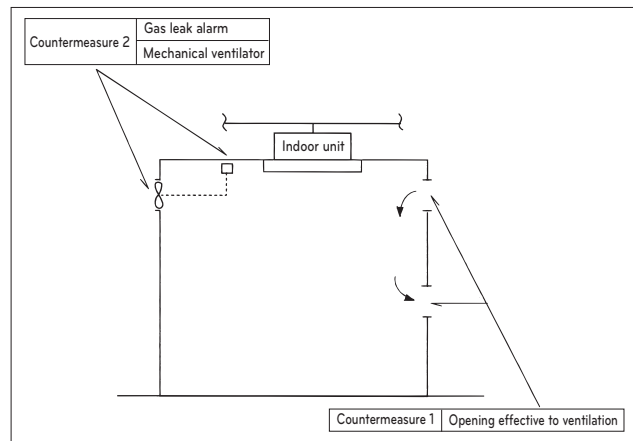 Countermeasure 2
Gas leak alarm
Mechanical ventilator
Indoor unit
Countermeasure 1
Opening effective to ventilation